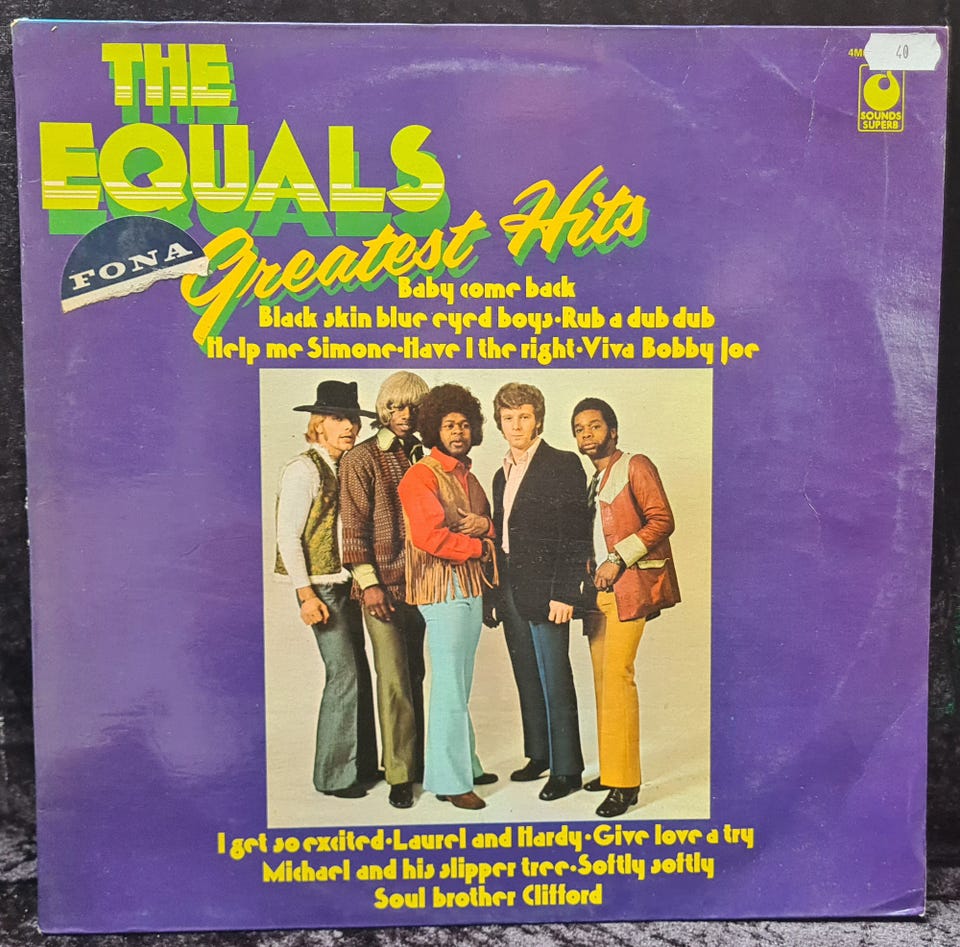 THE
EQUALS
Greatest Hits
FONA
40
SOUNDS
SUPERB
Baby come back
Black skin blue eyed boys•Rub a dub dub
Help me Simone•Have I the right•Viva Bobby Joe
I get so excited•Laurel and Hardy•Give love a try
Michael and his slipper tree•Softly softly
Soul brother Clifford